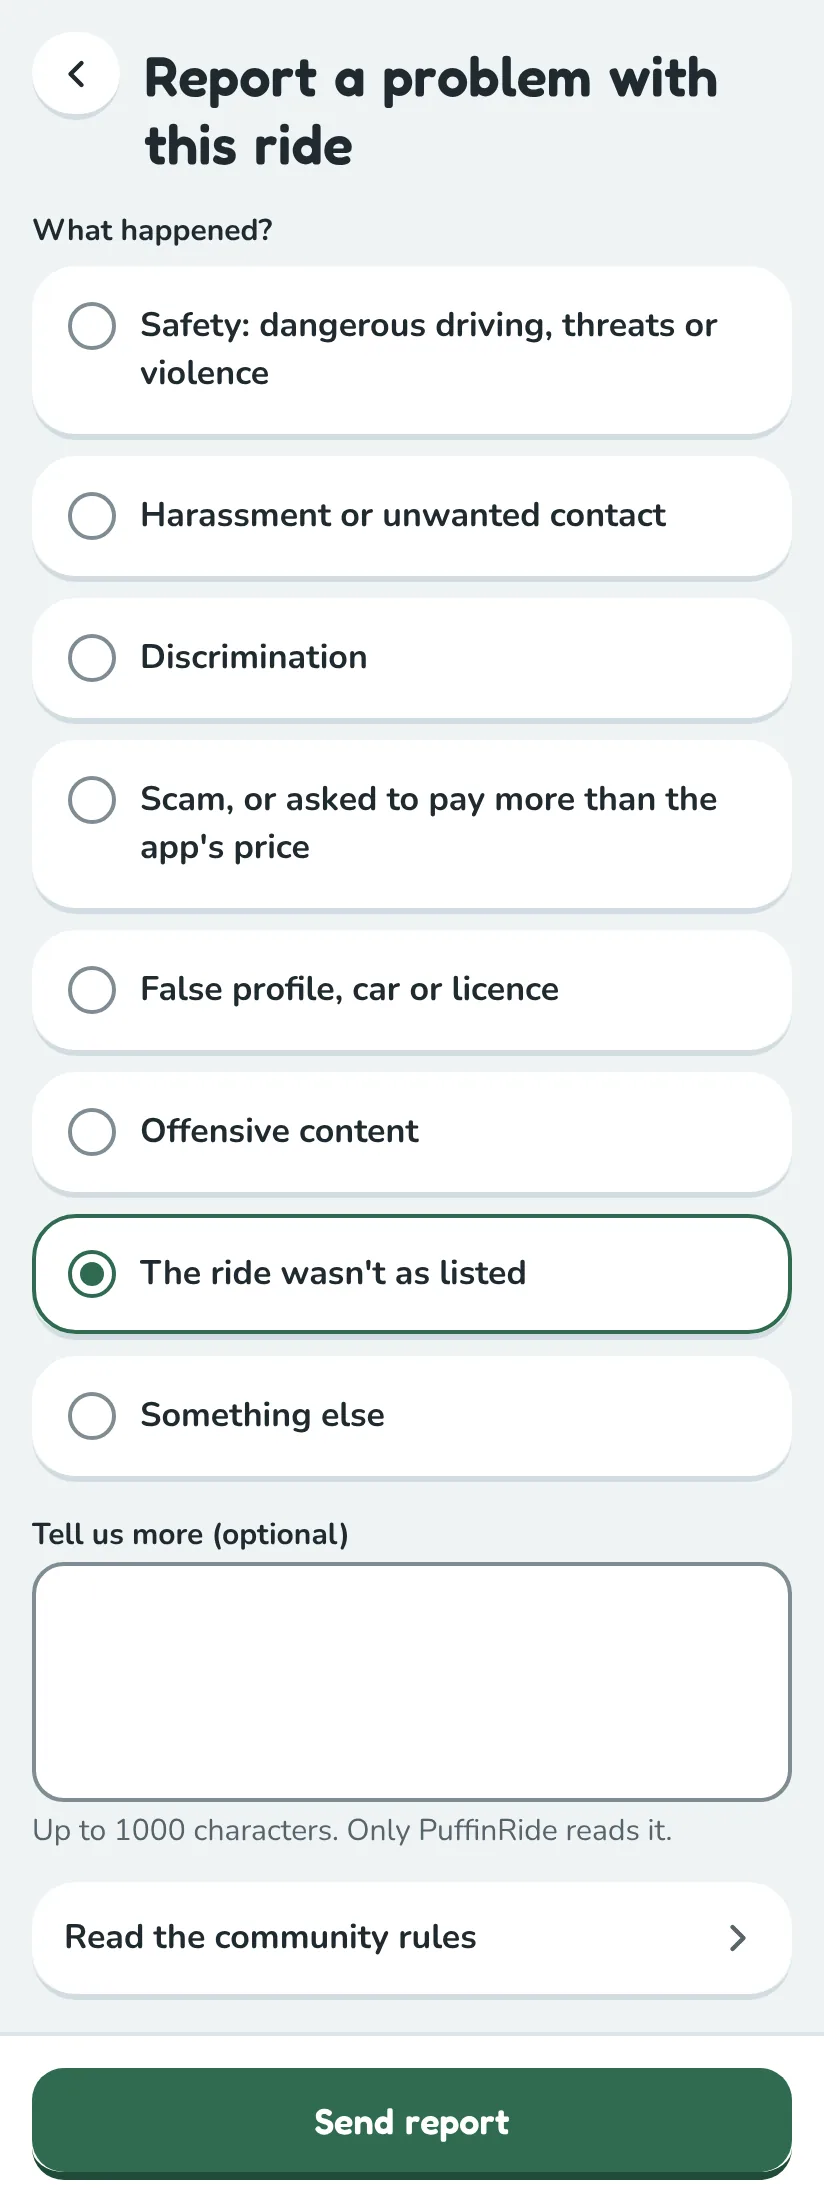 Report a problem with
this ride
What happened?
Safety: dangerous driving, threats or
violence
Harassment or unwanted contact
Discrimination
Scam, or asked to pay more than the
app's price
False profile, car or licence
Offensive content
The ride wasn't as listed
Something else
Tell us more (optional)
Up to 1000 characters. Only PuffinRide reads it.
Read the community rules
Send report